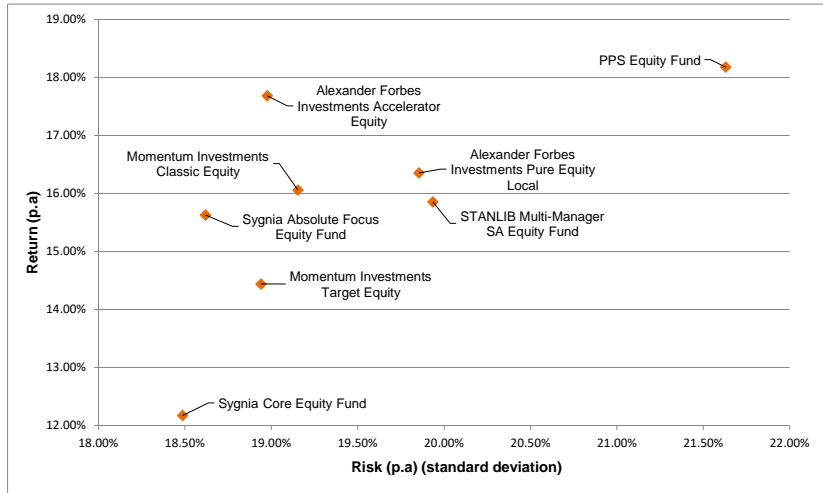 19.00%
18.00%
17.00%
16.00%
15.00%
14.00%
13.00%
12.00%
Return (p.a)
PPS Equity Fund
Alexander Forbes
Investments Accelerator
Equity
Momentum Investments
Classic Equity
Alexander Forbes
Investments Pure Equity
Local
Sygnia Absolute Focus
Equity Fund
STANLIB Multi-Manager
SA Equity Fund
Momentum Investments
Target Equity
Sygnia Core Equity Fund
18.00%
18.50%
19.00%
19.50%
20.00%
20.50%
21.00%
21.50%
22.00%
Risk (p.a) (standard deviation)